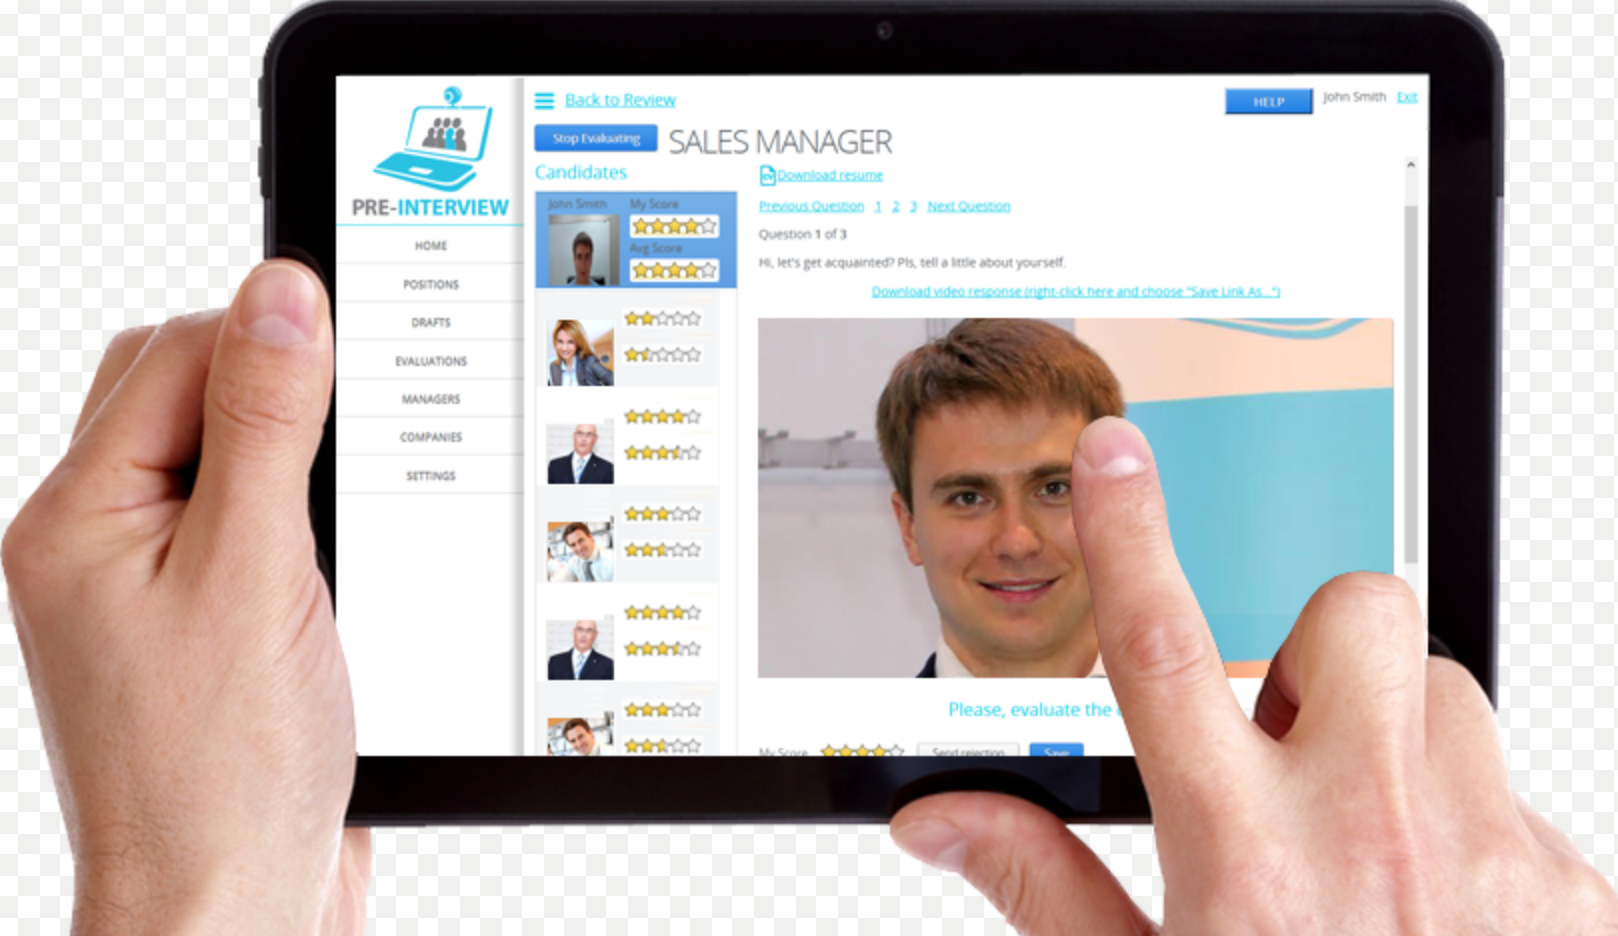 PRE-INTERVIEW
HOME
POSITIONS
DRAFTS
EVALUATIONS
MANAGERS
COMPANIES
SETTINGS
Back to Review
HELP
John Smith
Exit
Stop Evaluating
SALES MANAGER
Candidates
John Smith
My Score
Avg Score
CV
Download resume
Previous Question 1 2 3 Next Question
Question 1 of 3
Hi, let's get acquainted? Pls, tell a little about yourself.
Download video response (right-click here and choose "Save Link As...")
Please, evaluate the
My Score
Send rejection
Save